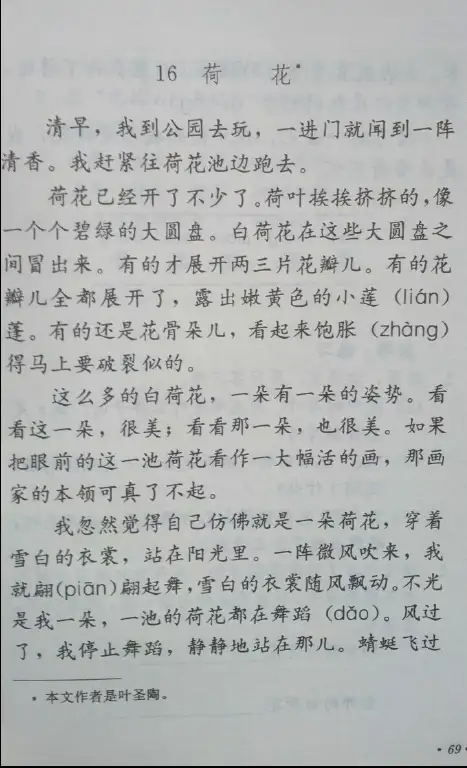 16 荷 花*
清早，我到公园去玩，一进门就闻到一阵
清香。我赶紧往荷花池边跑去。
荷花已经开了不少了。荷叶挨挨挤挤的，像
一个个碧绿的大圆盘。白荷花在这些大圆盘之
间冒出来。有的才展开两三片花瓣儿。有的花
瓣儿全都展开了，露出嫩黄色的小莲（lián）
蓬。有的还是花骨朵儿，看起来饱胀（zhàng）
得马上要破裂似的。
这么多的白荷花，一朵有一朵的姿势。看
看这一朵，很美；看看那一朵，也很美。如果
把眼前的这一池荷花看作一大幅活的画，那画
家的本领可真了不起。
我忽然觉得自己仿佛就是一朵荷花，穿着
雪白的衣裳，站在阳光里。一阵微风吹来，我
就翩(piān)翩起舞，雪白的衣裳随风飘动。不光
是我一朵，一池的荷花都在舞蹈（dǎo）。风过
了，我停止舞蹈，静静地站在那儿。蜻蜓飞过
* 本文作者是叶圣陶。
· 69 ·